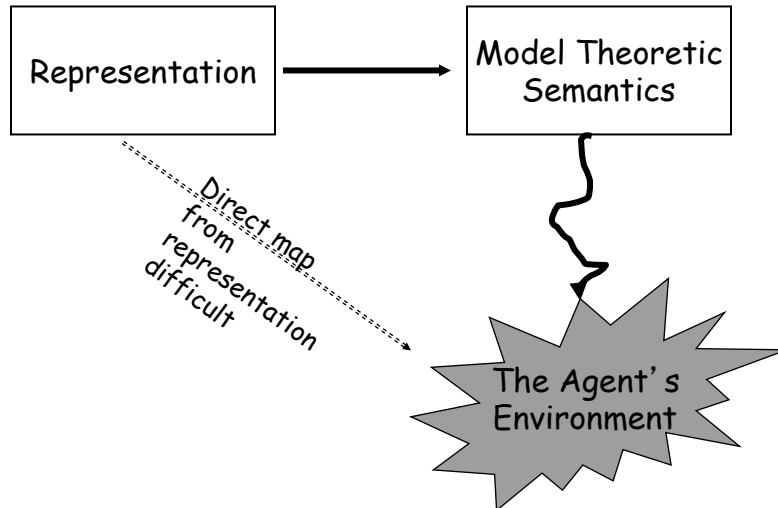 Representation
Model Theoretic
Semantics
Direct map
from
representation
difficult
The Agent’s
Environment